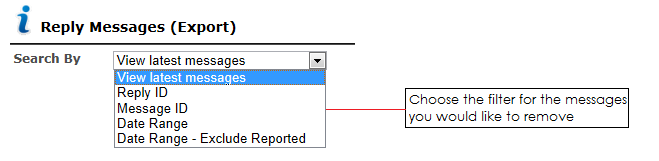 Reply Messages (Export)
Search By
View latest messages
View latest messages
Reply ID
Message ID
Date Range
Date Range - Exclude Reported
Choose the filter for the messages
you would like to remove